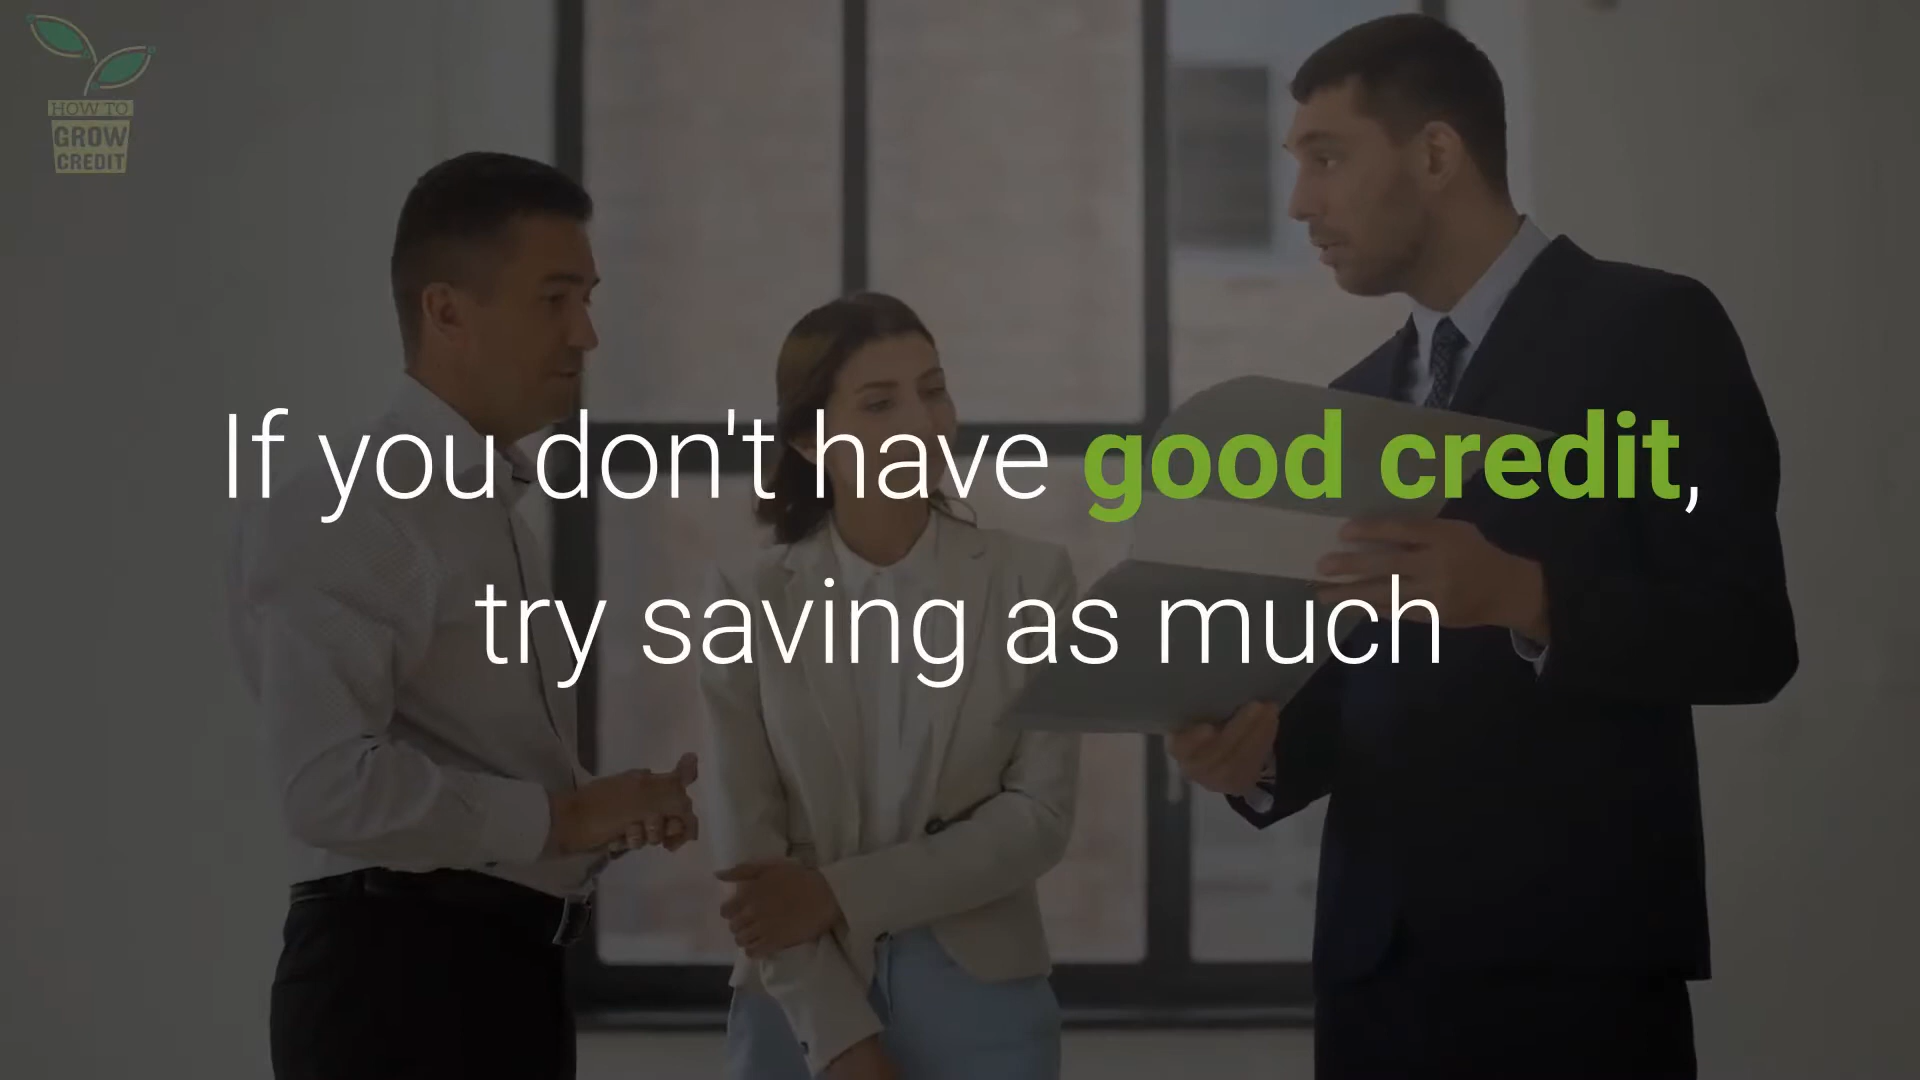 HOW TO
GROW
CREDIT
If you don't have good credit,
try saving as much